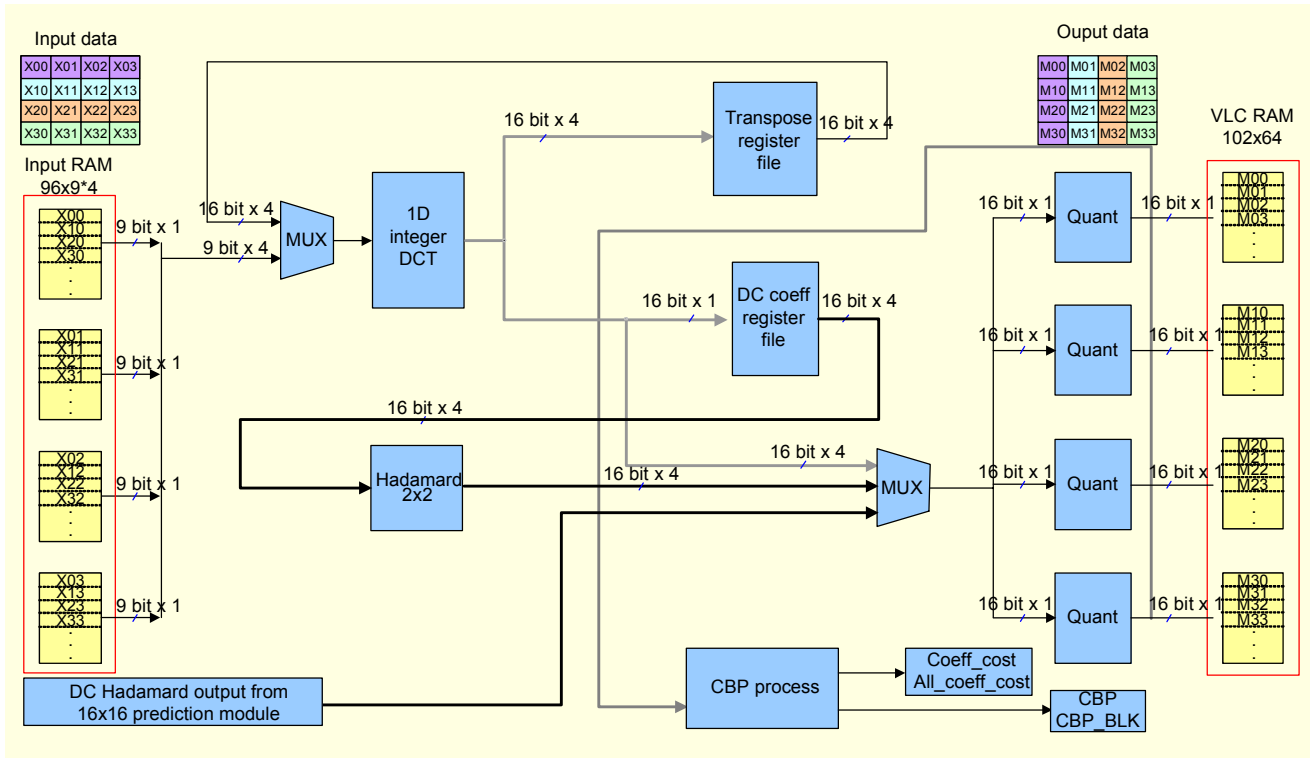 Input data
X00 X01 X02 X03
X10 X11 X12 X13
X20 X21 X22 X23
X30 X31 X32 X33
Input RAM
96x9*4
X00
X10
X20
X30
.
.
X01
X11
X21
X31
.
.
.
X02
X12
X22
X32
.
.
.
X03
X13
X23
X33
.
.
.
9 bit x 1
9 bit x 1
9 bit x 1
9 bit x 1
16 bit x 4
9 bit x 4
MUX
1D
integer
DCT
16 bit x 4
Transpose
register
file
16 bit x 4
16 bit x 1
DC coeff
register
file
16 bit x 4
16 bit x 4
Hadamard
2x2
16 bit x 4
16 bit x 4
MUX
DC Hadamard output from
16x16 prediction module
CBP process
Coeff_cost
All_coeff_cost
CBP
CBP_BLK
Ouput data
M00 M01 M02 M03
M10 M11 M12 M13
M20 M21 M22 M23
M30 M31 M32 M33
16 bit x 1
Quant
16 bit x 1
16 bit x 1
Quant
16 bit x 1
16 bit x 1
Quant
16 bit x 1
16 bit x 1
Quant
16 bit x 1
VLC RAM
102x64
M00
M01
M02
M03
.
.
.
M10
M11
M12
M13
.
.
.
M20
M21
M22
M23
.
.
.
M30
M31
M32
M33
.
.
.